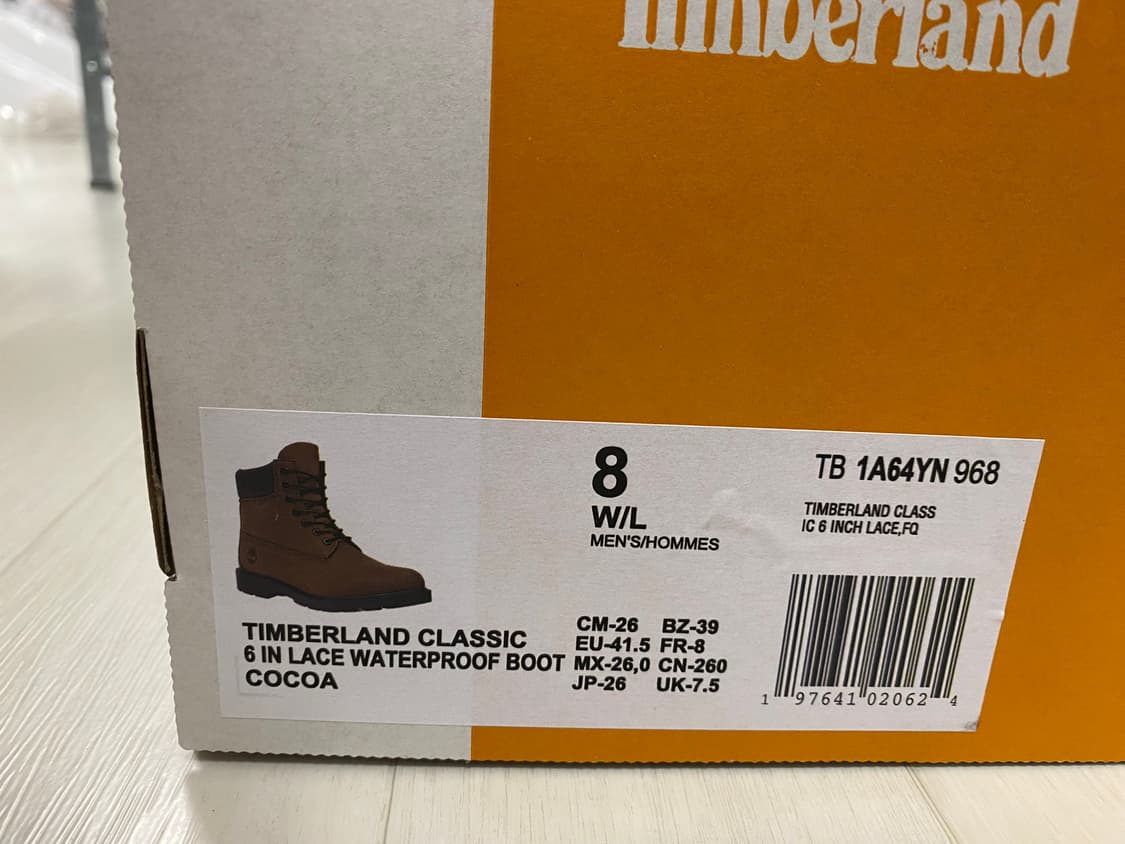 Timberland
8
W/L
MEN'S/HOMMES
TB 1A64YN 968
TIMBERLAND CLASS
IC 6 INCH LACE,FQ
TIMBERLAND CLASSIC
6 IN LACE WATERPROOF BOOT
COCOA
CM-26 BZ-39
EU-41.5 FR-8
MX-26,0 CN-260
JP-26 UK-7.5
1 97641 02062 4